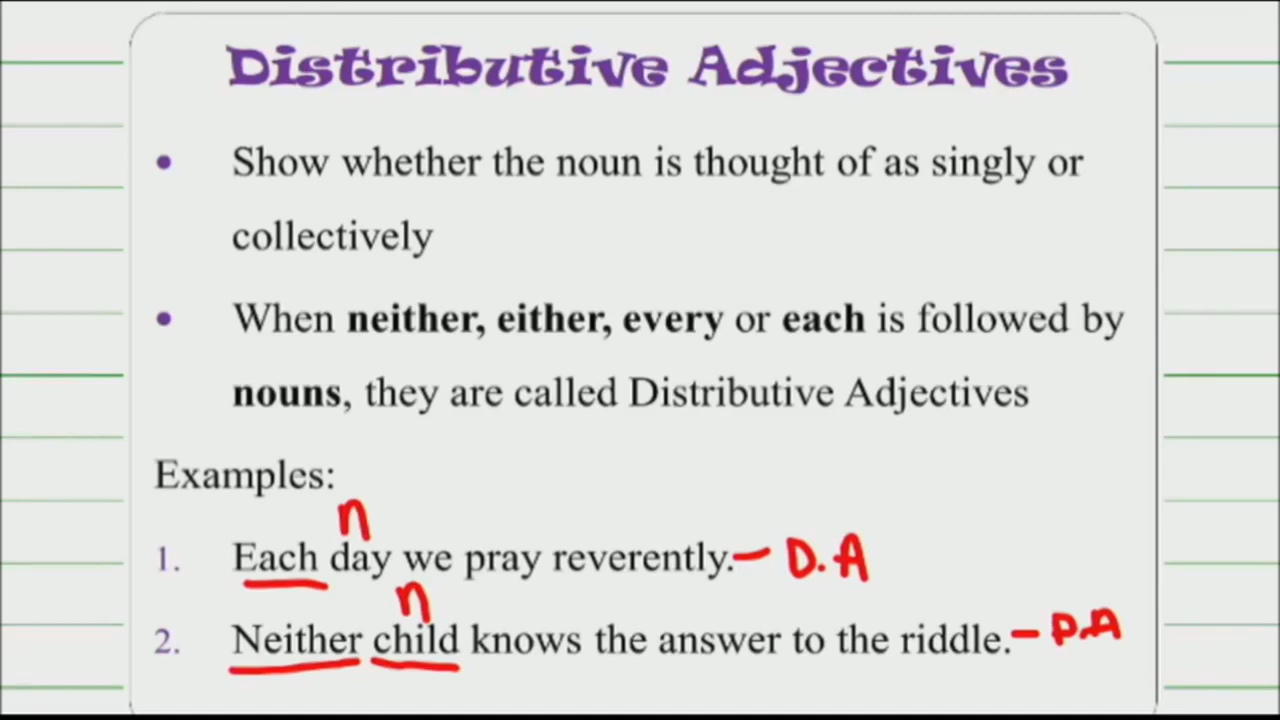 Distributive Adjectives
• Show whether the noun is thought of as singly or
collectively
• When neither, either, every or each is followed by
nouns, they are called Distributive Adjectives
Examples:
n
1. Each day we pray reverently. — D.A
n
2. Neither child knows the answer to the riddle. — D.A